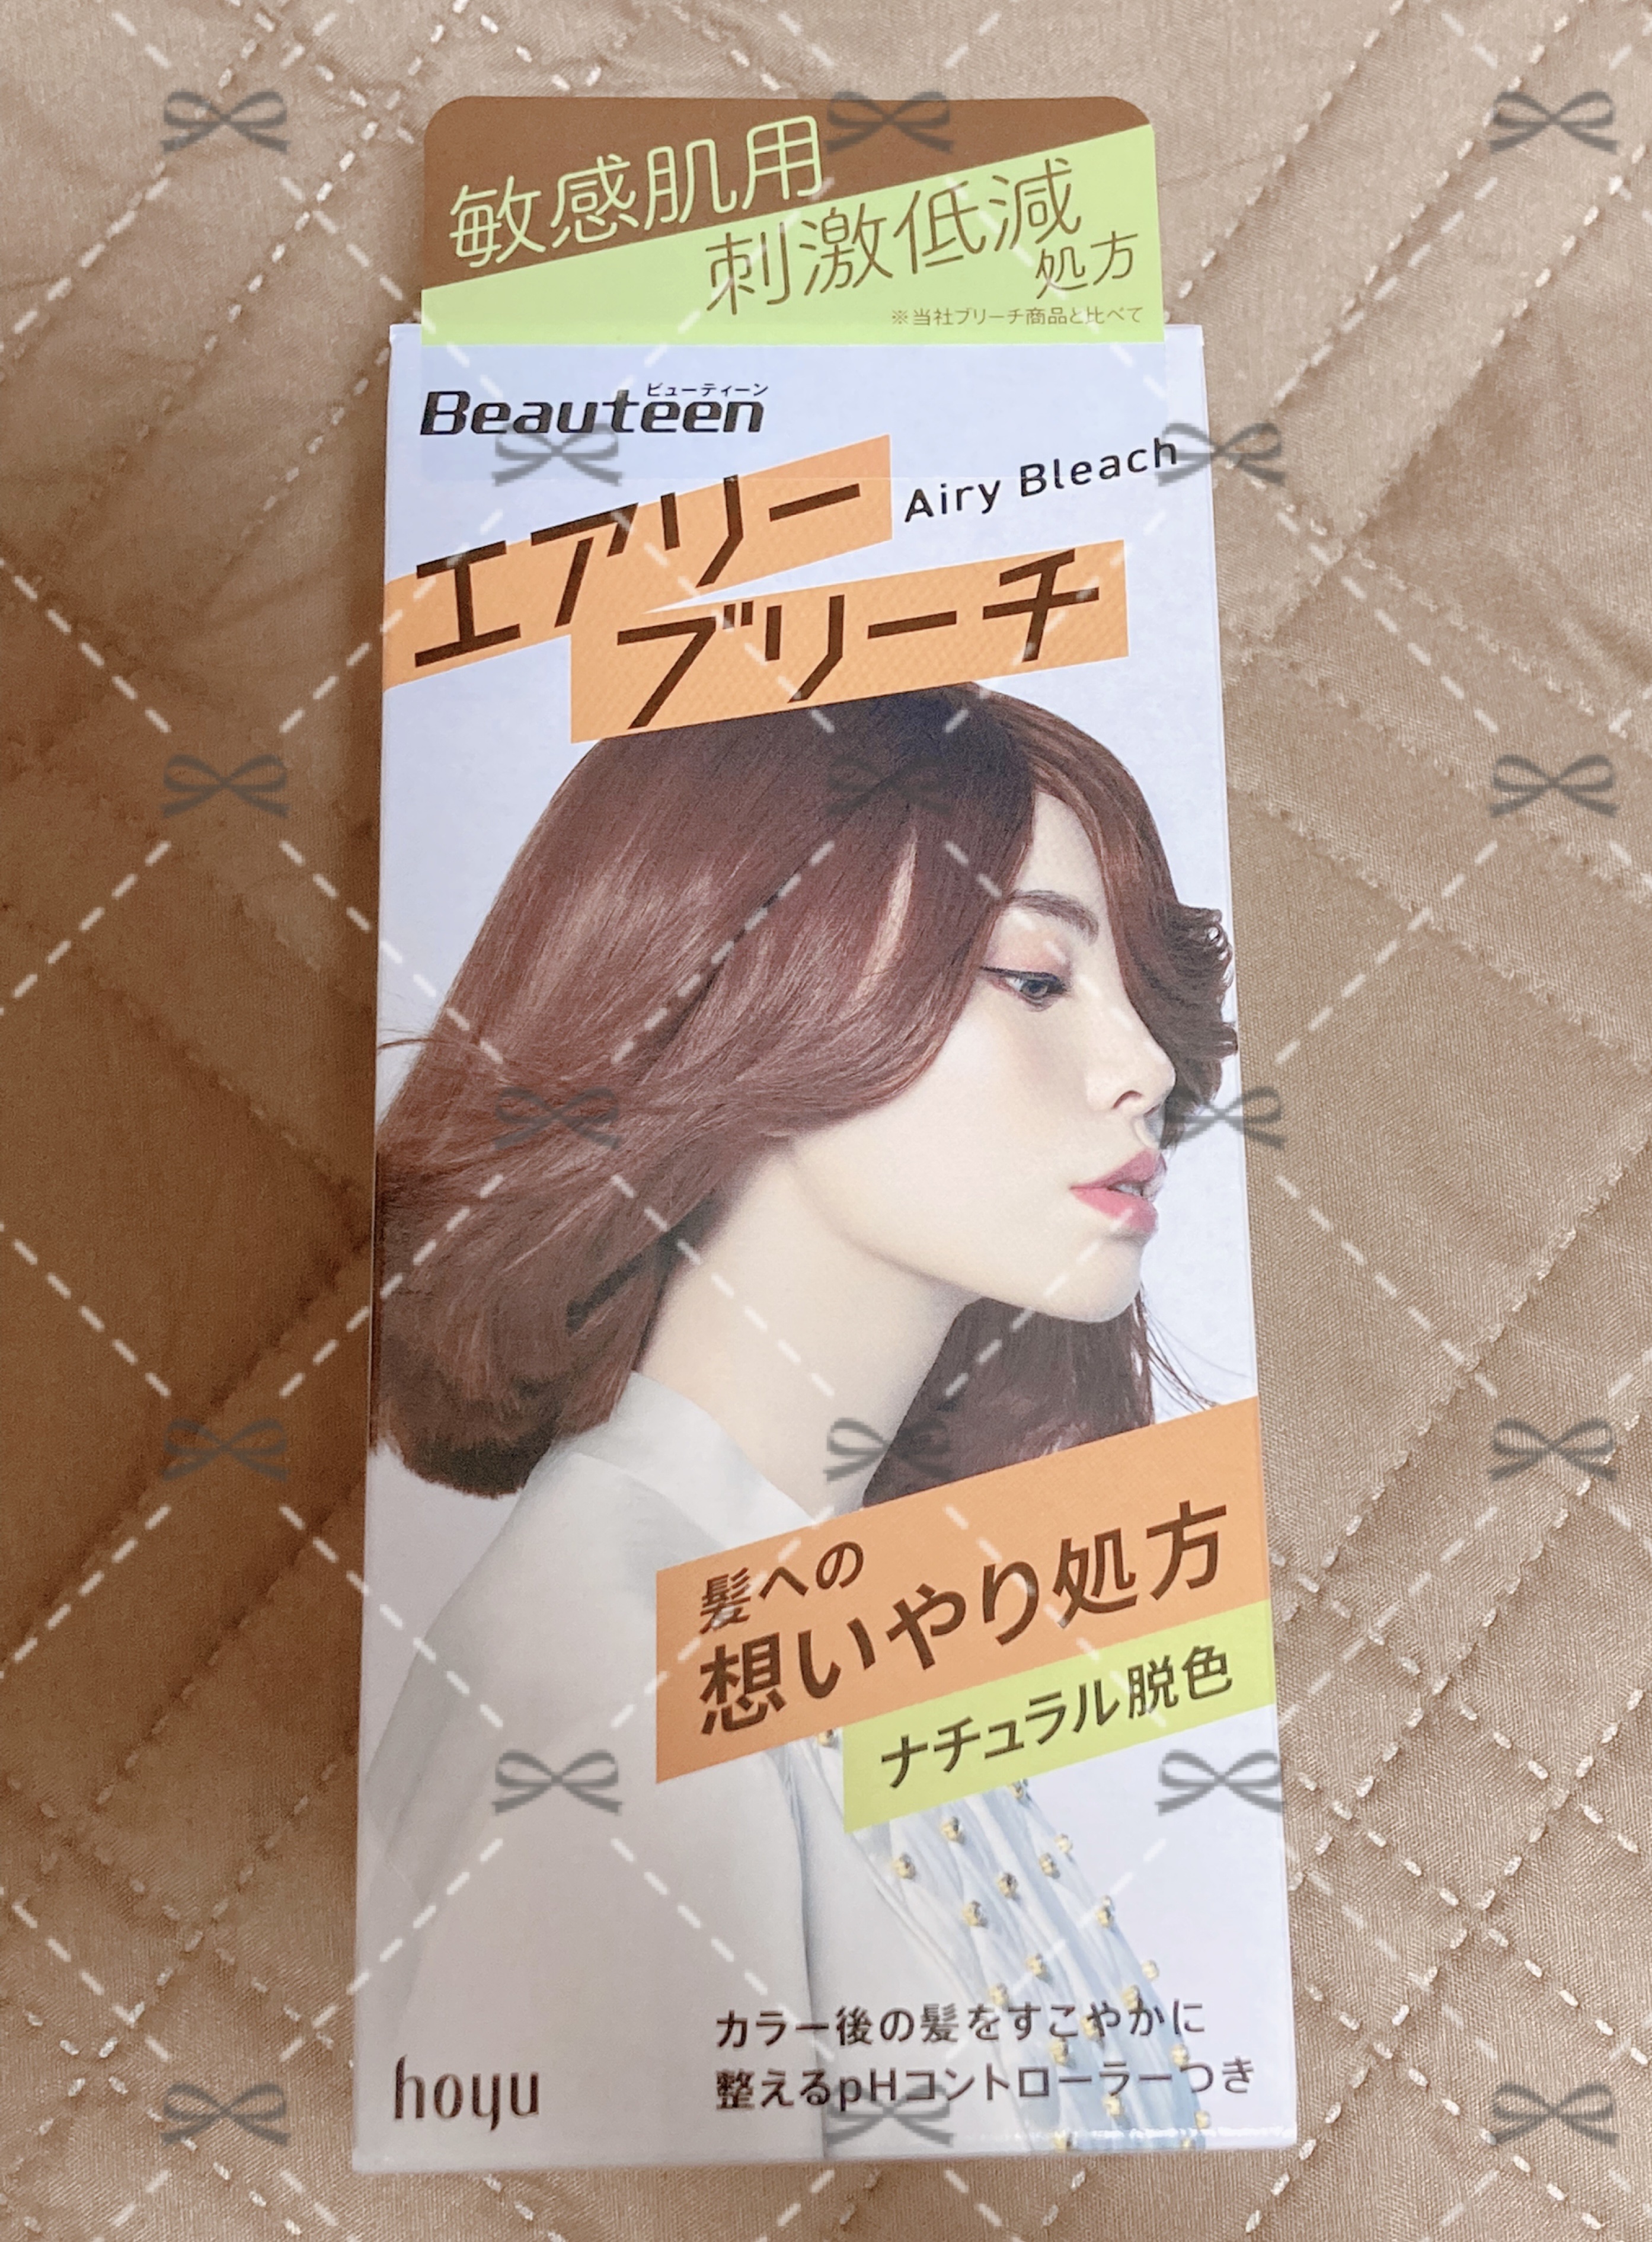 敏感肌用
刺激低減
処方
※当社ブリーチ商品と比べて
ビューティーン
Beauteen
エアリー
Airy Bleach
ブリーチ
髪への
想いやり処方
ナチュラル脱色
カラー後の髪をすこやかに
整えるpHコントローラーつき
hoyu